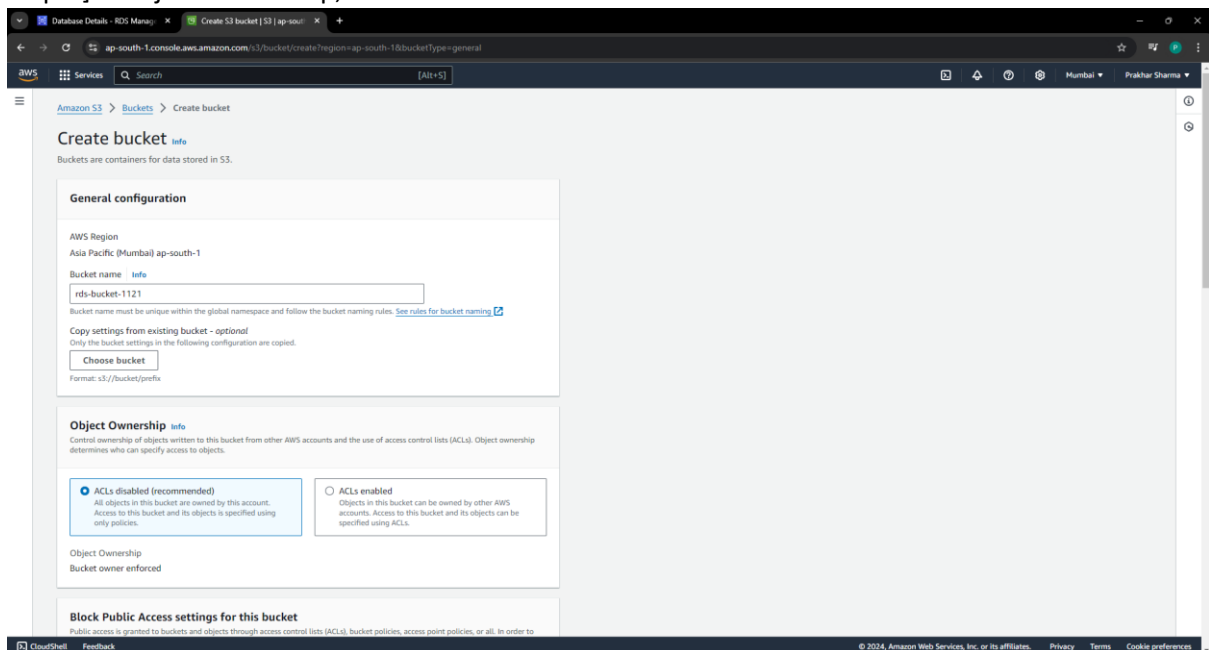 Database Details - RDS Manag
Create S3 bucket | S3 | ap-sout
ap-south-1.console.aws.amazon.com/s3/bucket/create?region=ap-south-1&bucketType=general
aws
Services
Search
[Alt+S]
Mumbai
Prakhar Sharma
Amazon S3 > Buckets > Create bucket
Create bucket Info
Buckets are containers for data stored in S3.
General configuration
AWS Region
Asia Pacific (Mumbai) ap-south-1
Bucket name Info
rds-bucket-1121
Bucket name must be unique within the global namespace and follow the bucket naming rules. See rules for bucket naming
Copy settings from existing bucket - optional
Only the bucket settings in the following configuration are copied.
Choose bucket
Format: s3://bucket/prefix
Object Ownership Info
Control ownership of objects written to this bucket from other AWS accounts and the use of access control lists (ACLs). Object ownership
determines who can specify access to objects.
ACLs disabled (recommended)
All objects in this bucket are owned by this account.
Access to this bucket and its objects is specified using
only policies.
ACLs enabled
Objects in this bucket can be owned by other AWS
accounts. Access to this bucket and its objects can be
specified using ACLs.
Object Ownership
Bucket owner enforced
Block Public Access settings for this bucket
Public access is granted to buckets and objects through access control lists (ACLs), bucket policies, access point policies, or all. In order to
CloudShell
Feedback
© 2024, Amazon Web Services, Inc. or its affiliates.
Privacy
Terms
Cookie preferences